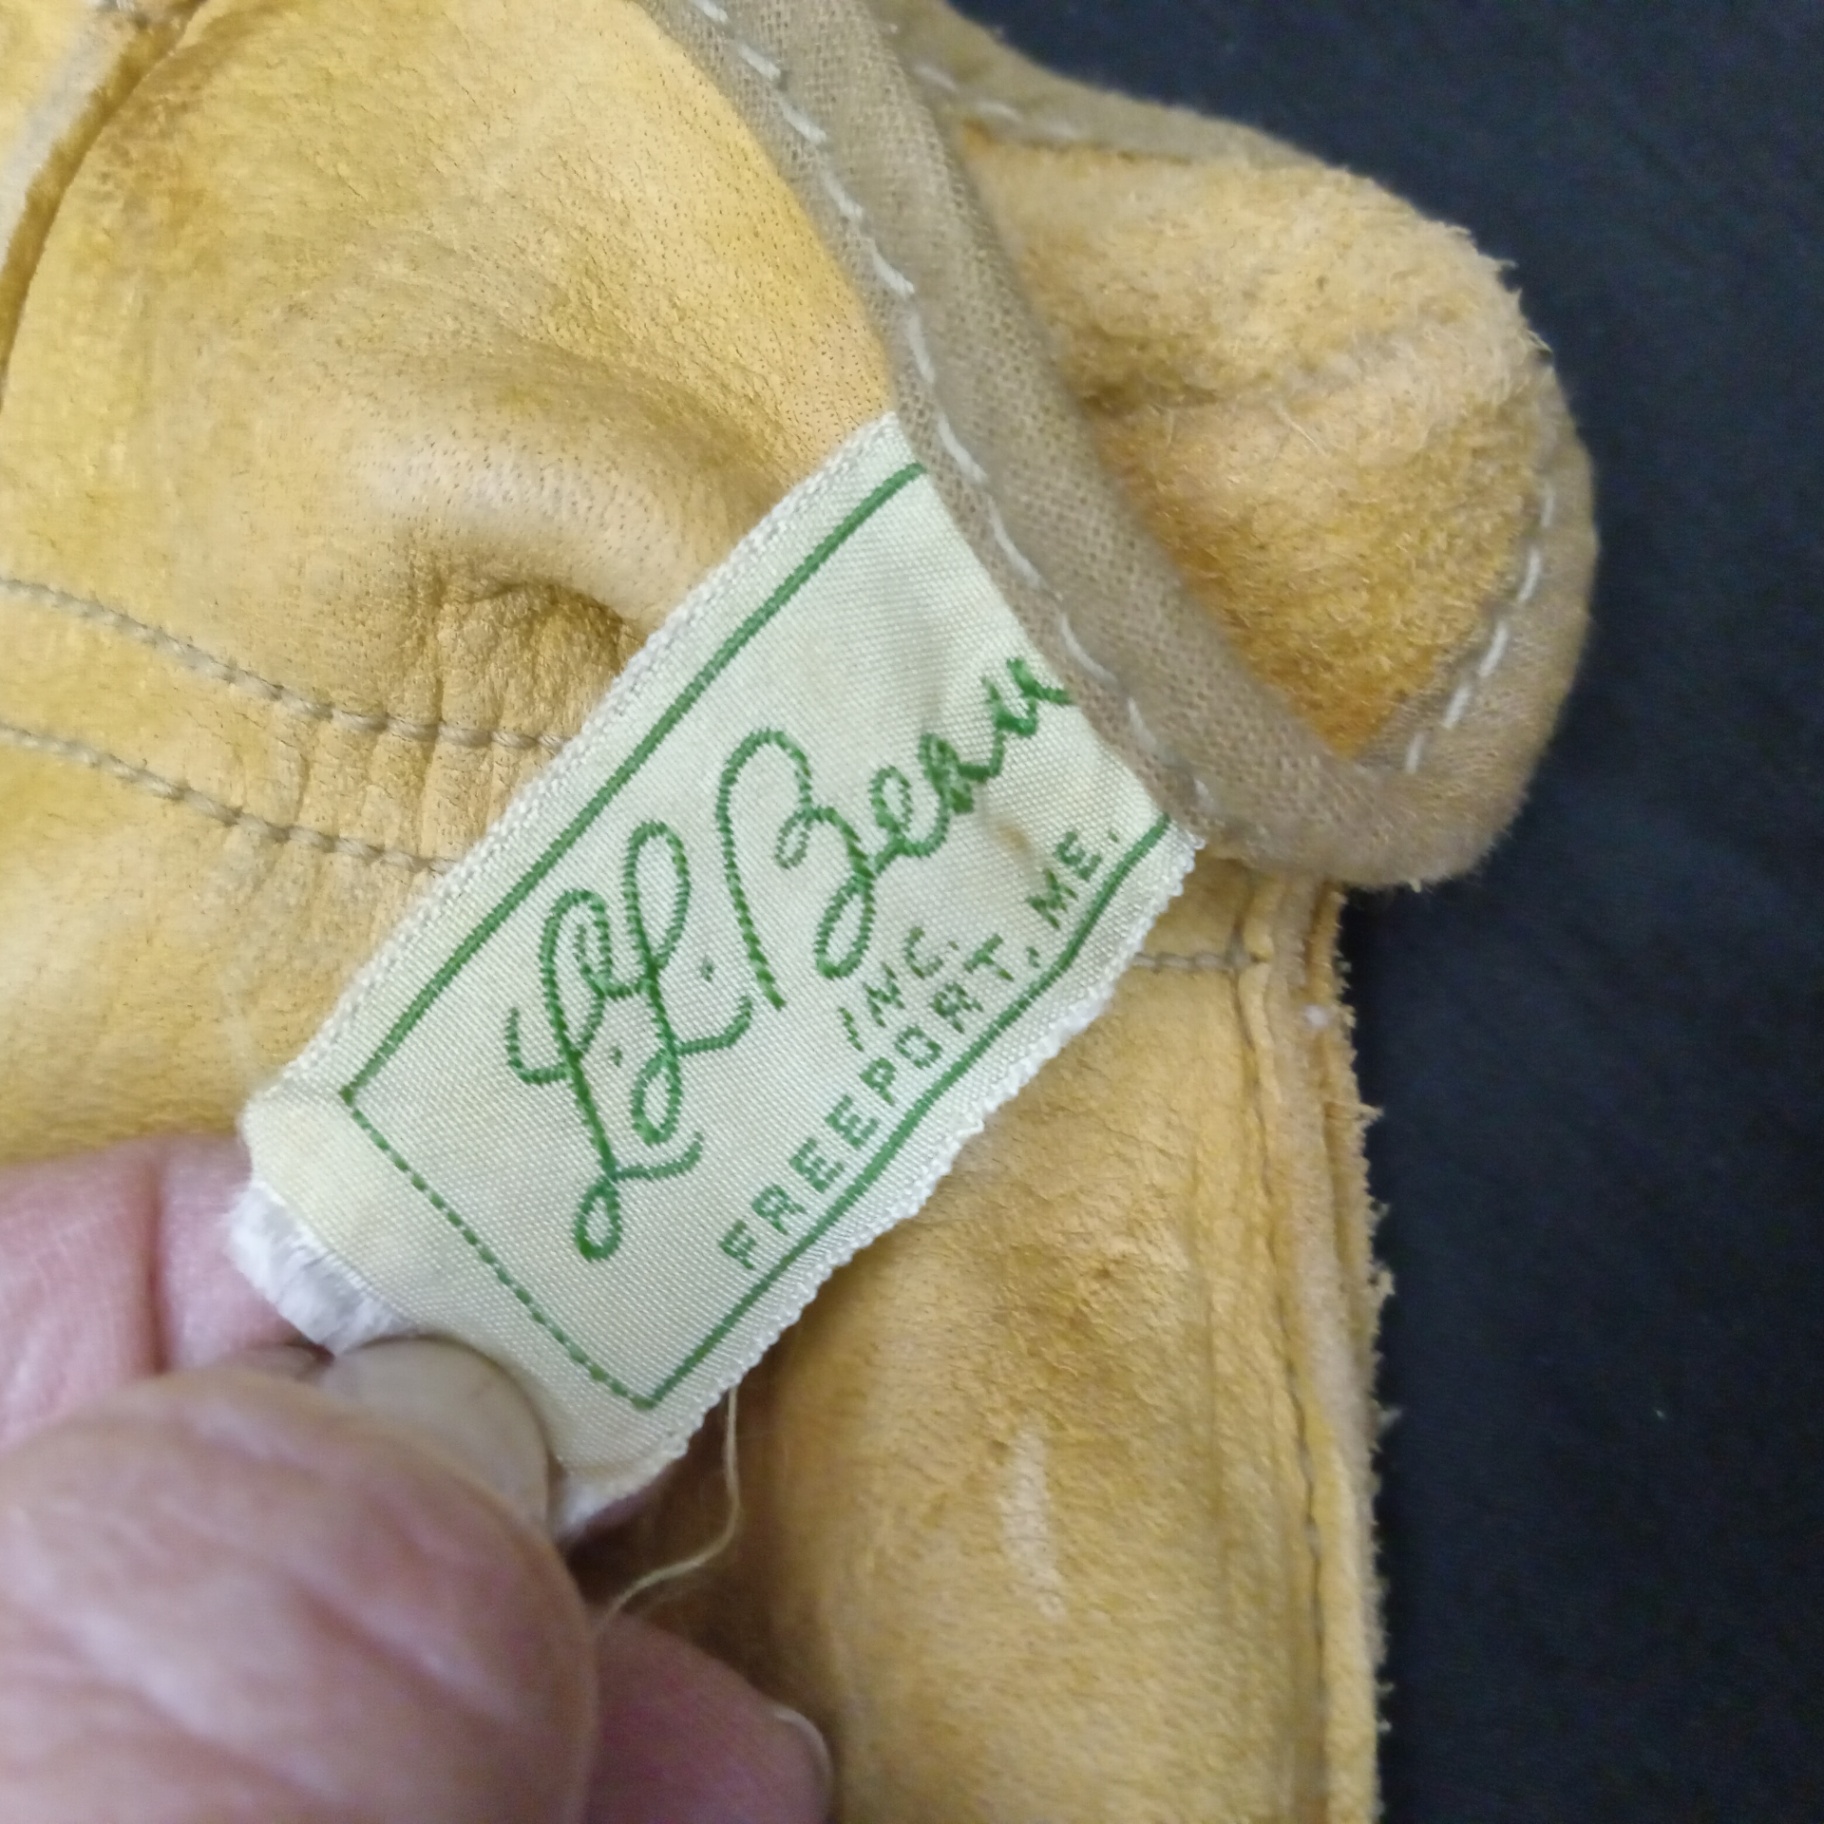 L.L. Bean
INC.
FREEPORT, ME.